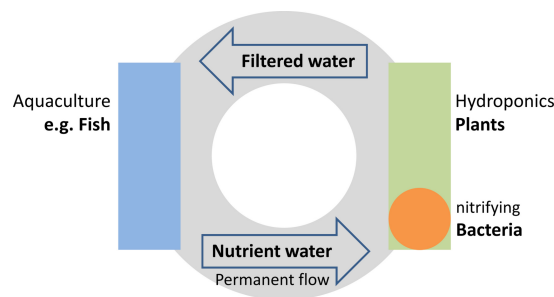 Filtered water
Aquaculture
e.g. Fish
Hydroponics
Plants
nitrifying
Bacteria
Nutrient water
Permanent flow